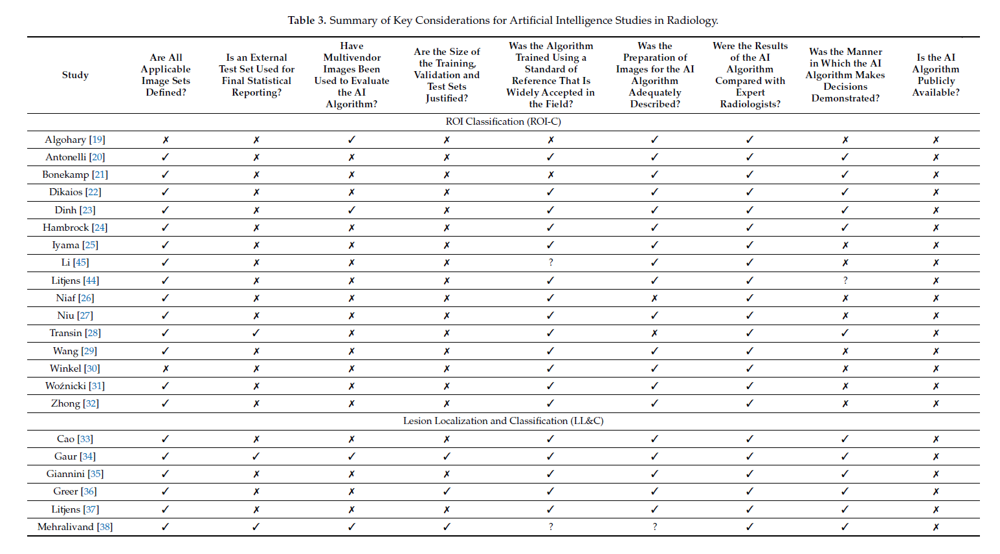 Table 3. Summary of Key Considerations for Artificial Intelligence Studies in Radiology.
Study
Are All
Applicable
Image Sets
Defined?
Is an External
Test Set Used for
Final Statistical
Reporting?
Have
Multivendor
Images Been
Used to Evaluate
the AI
Algorithm?
Are the Size of
the Training,
Validation and
Test Sets
Justified?
Was the Algorithm
Trained Using a
Standard of
Reference That Is
Widely Accepted in
the Field?
Was the
Preparation of
Images for the AI
Algorithm
Adequately
Described?
Were the Results
of the AI
Algorithm
Compared with
Expert
Radiologists?
Was the Manner
in Which the AI
Algorithm Makes
Decisions
Demonstrated?
Is the AI
Algorithm
Publicly
Available?
ROI Classification (ROI-C)
Algohary [19] ✗ ✗ ✓ ✗ ✗ ✓ ✓ ✗ ✗
Antonelli [20] ✓ ✗ ✗ ✗ ✓ ✓ ✓ ✓ ✗
Bonekamp [21] ✓ ✗ ✗ ✗ ✗ ✓ ✓ ✓ ✗
Dikaios [22] ✓ ✗ ✗ ✗ ✓ ✓ ✓ ✓ ✗
Dinh [23] ✓ ✗ ✓ ✗ ✓ ✓ ✓ ✓ ✗
Hambrock [24] ✓ ✗ ✗ ✗ ✓ ✓ ✓ ✓ ✗
Iyama [25] ✓ ✗ ✗ ✗ ✓ ✓ ✓ ✗ ✗
Li [45] ✓ ✗ ✗ ✗ ? ✓ ✓ ✗ ✗
Litjens [44] ✓ ✗ ✗ ✗ ✓ ✓ ✓ ? ✗
Niaf [26] ✓ ✗ ✗ ✗ ✓ ✗ ✓ ✗ ✗
Niu [27] ✓ ✗ ✗ ✗ ✓ ✓ ✓ ✗ ✗
Transin [28] ✓ ✓ ✗ ✗ ✓ ✗ ✓ ✓ ✗
Wang [29] ✓ ✗ ✗ ✗ ✓ ✓ ✓ ✗ ✗
Winkel [30] ✗ ✗ ✗ ✗ ✓ ✓ ✓ ✗ ✗
Woźnicki [31] ✓ ✗ ✗ ✗ ✓ ✓ ✓ ✗ ✗
Zhong [32] ✓ ✗ ✗ ✗ ✓ ✓ ✓ ✗ ✗
Lesion Localization and Classification (LL&C)
Cao [33] ✓ ✗ ✗ ✗ ✓ ✓ ✓ ✓ ✗
Gaur [34] ✓ ✓ ✓ ✓ ✓ ✓ ✓ ✓ ✗
Giannini [35] ✓ ✗ ✗ ✗ ✓ ✓ ✓ ✓ ✗
Greer [36] ✓ ✗ ✗ ✓ ✓ ✓ ✓ ✓ ✗
Litjens [37] ✓ ✗ ✗ ✗ ✓ ✓ ✓ ✓ ✗
Mehralivand [38] ✓ ✓ ✓ ✓ ? ? ✓ ✓ ✗